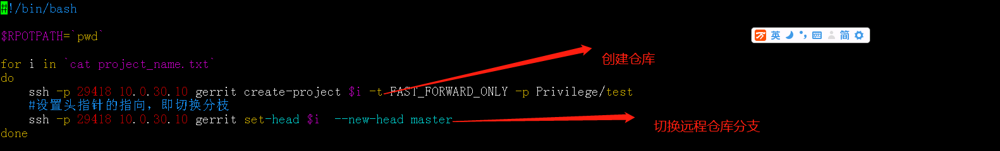 #!/bin/bash
$RPOTPATH=`pwd`
英 简
创建仓库
for i in `cat project_name.txt`
do
ssh -p 29418 10.0.30.10 gerrit create-project $i -t FAST_FORWARD_ONLY -p Privilege/test
#设置头指针的指向，即切换分枝
ssh -p 29418 10.0.30.10 gerrit set-head $i  --new-head master
切换远程仓库分支
done